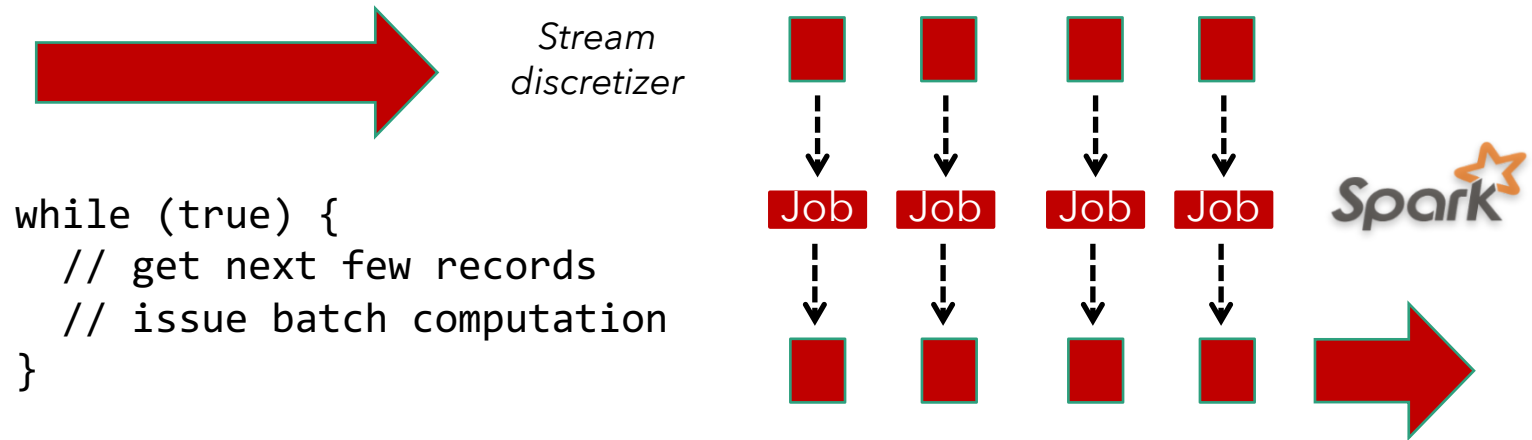 Stream
discretizer
while (true) {
  // get next few records
  // issue batch computation
}
Job Job Job Job
Spark